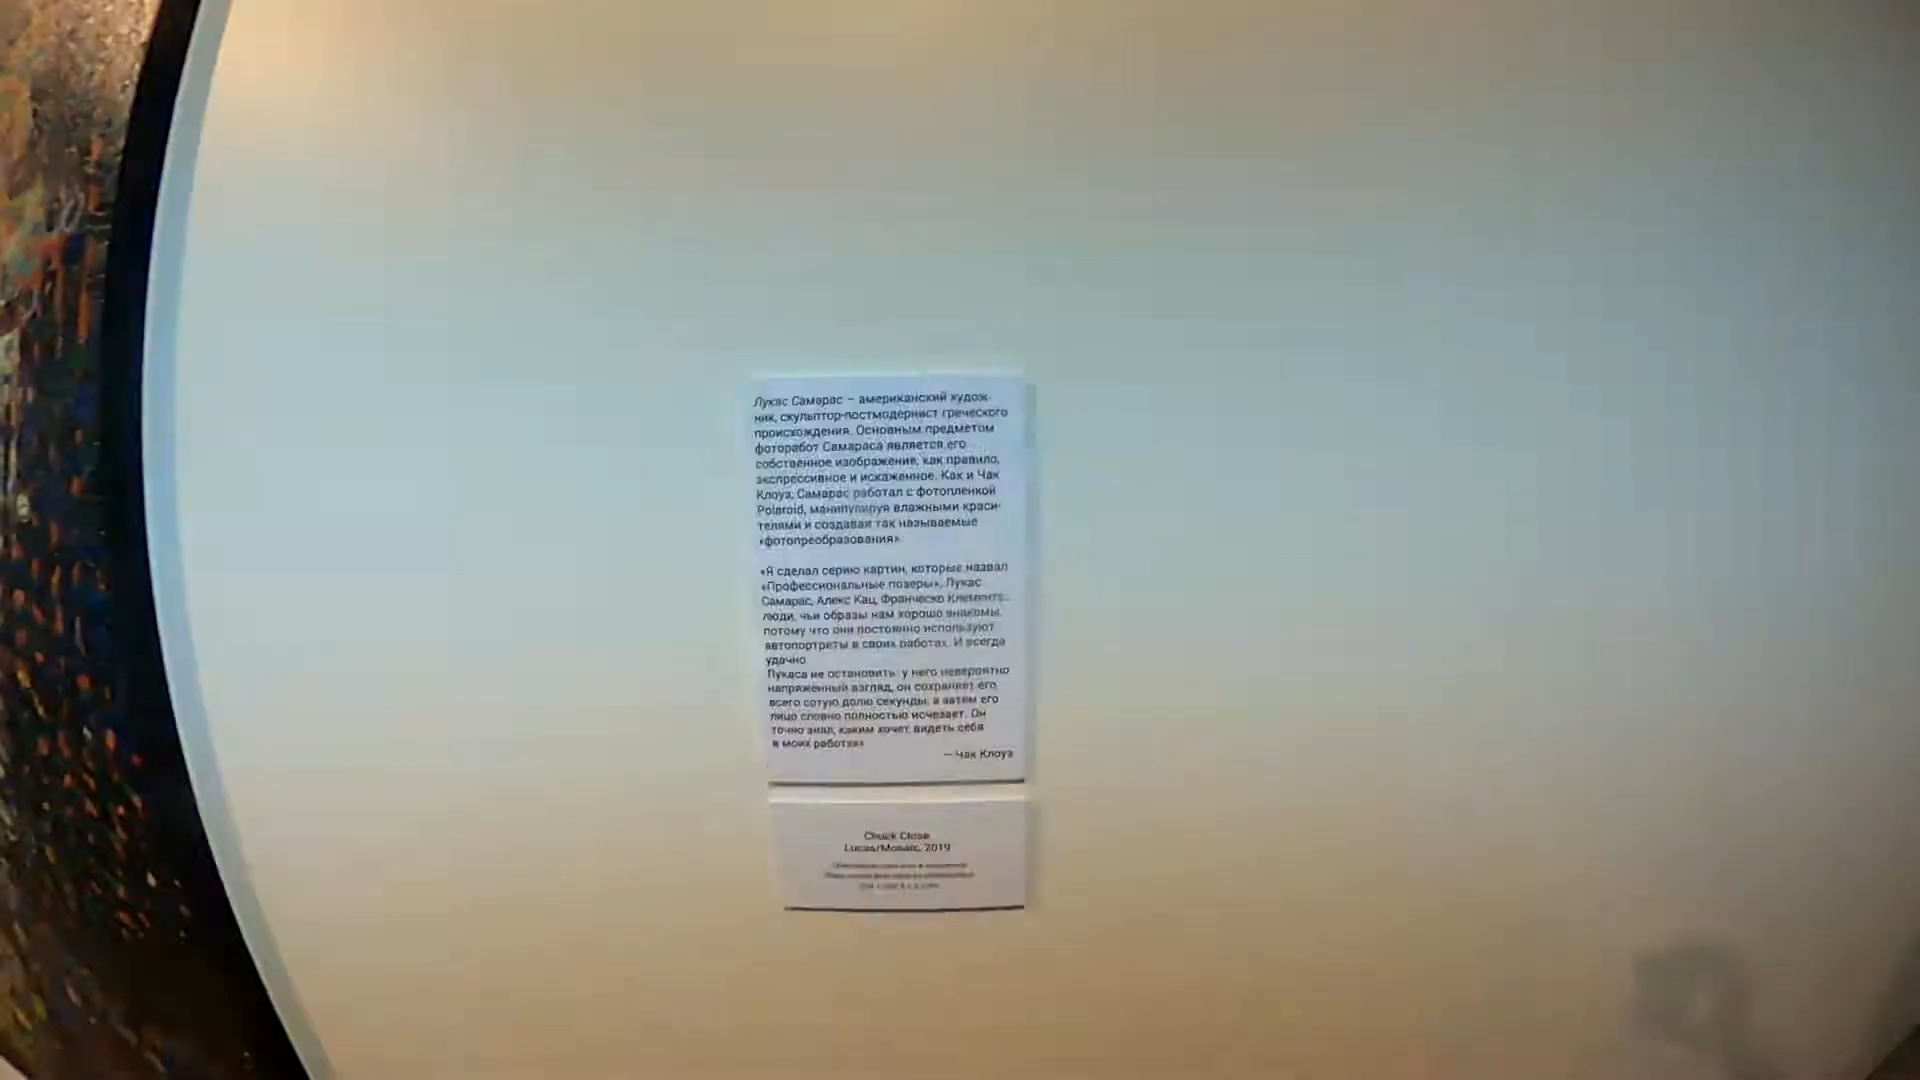 Лукас Самарас – американский худож-
ник, скульптор-постмодернист греческого
происхождения. Основным предметом
фоторабот Самараса является его
собственное изображение, как правило,
экспрессивное и искаженное. Как и Чак
Клоуз, Самарас работал с фотопленкой
Polaroid, манипулируя влажными краси-
телями и создавая так называемые
«фотопреобразования».
«Я сделал серию картин, которые назвал
«Профессиональные позеры». Лукас
Самарас, Алекс Кац, Франческо Клементе...
люди, чьи образы нам хорошо знакомы,
потому что они постоянно используют
автопортреты в своих работах. И всегда
удачно.
Лукаса не остановить: у него невероятно
напряженный взгляд, он сохраняет его
всего сотую долю секунды, а затем его
лицо словно полностью исчезает. Он
точно знал, каким хочет видеть себя
в моих работах»
— Чак Клоуз
Chuck Close
Lucas/Mosaic, 2019